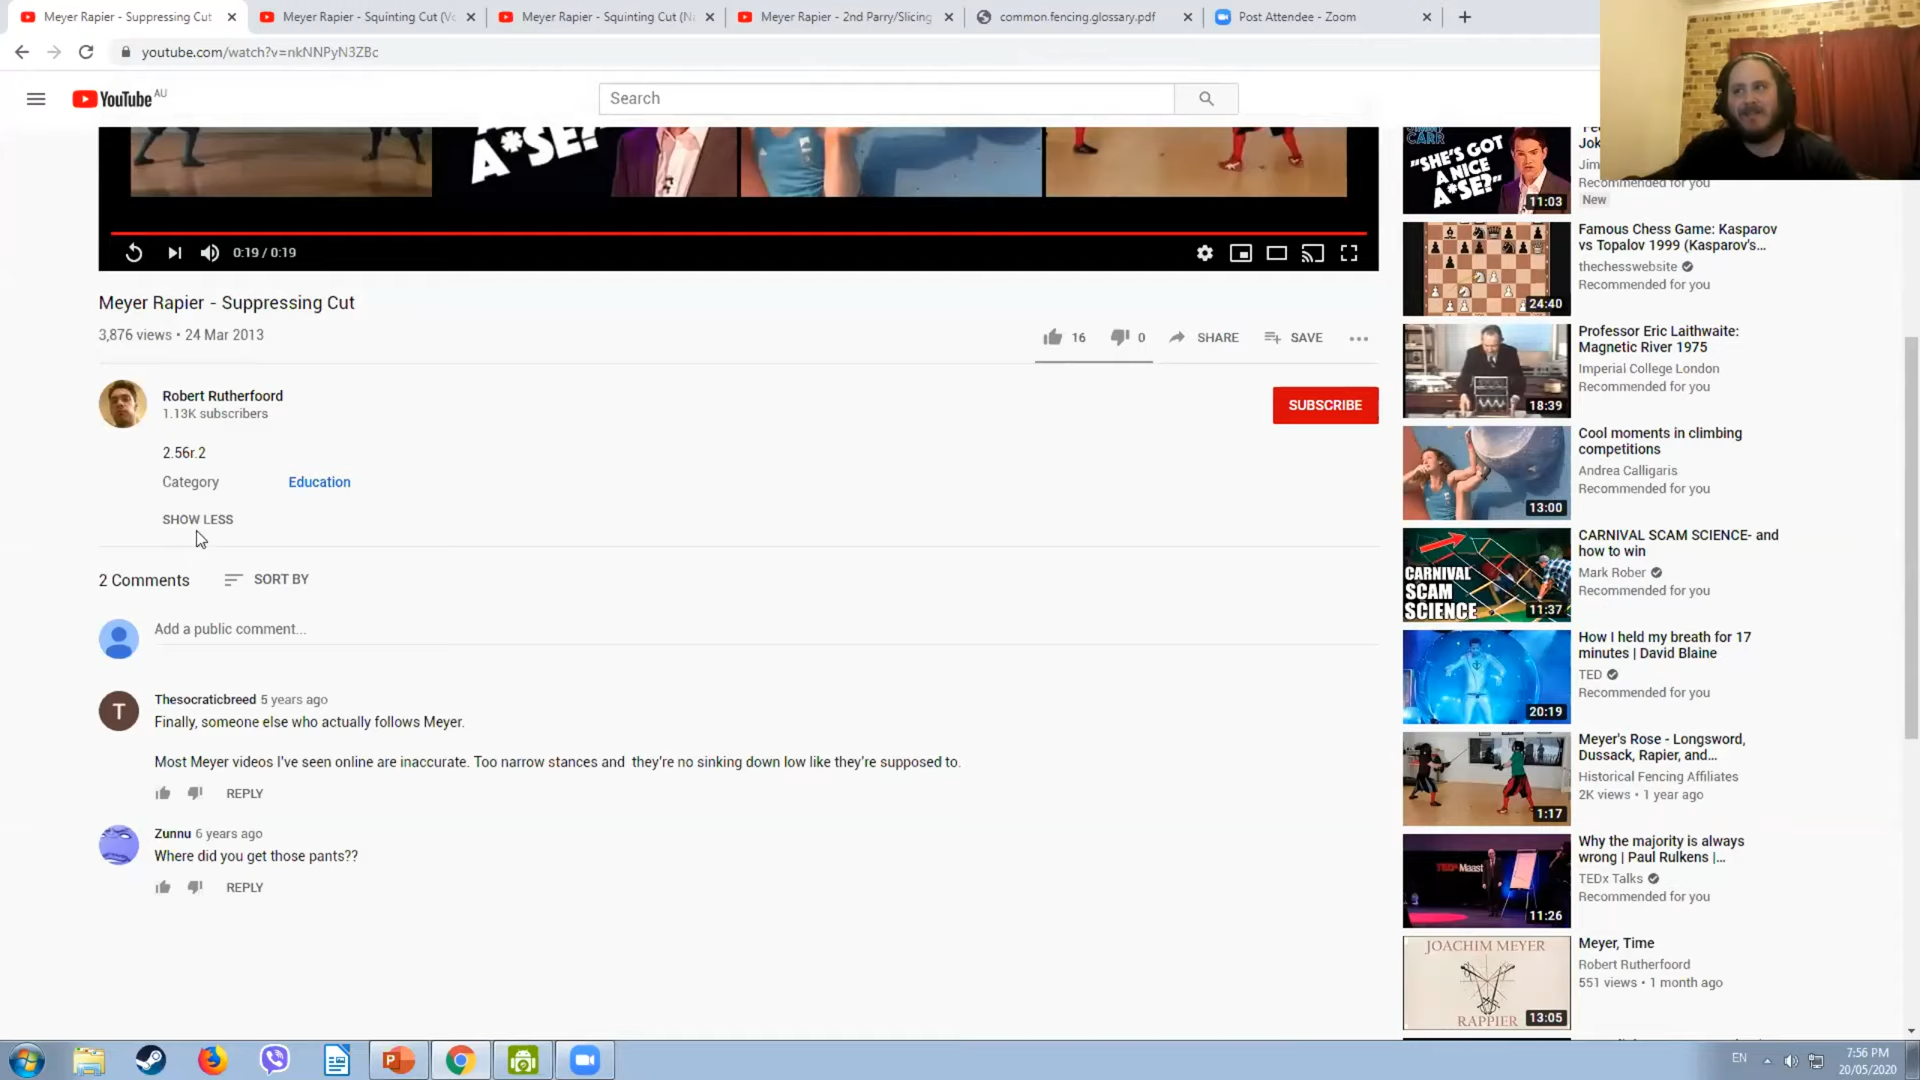 Meyer Rapier - Suppressing Cut
Meyer Rapier - Squinting Cut (Vo
Meyer Rapier - Squinting Cut (N
Meyer Rapier - 2nd Parry/Slicing
common.fencing.glossary.pdf
Post Attendee - Zoom
youtube.com/watch?v=nkNNPyN3ZBc
YouTube AU
Search
A*SE?
0:19 / 0:19
Meyer Rapier - Suppressing Cut
3,876 views • 24 Mar 2013
16
0
SHARE
SAVE
Robert Rutherfoord
1.13K subscribers
SUBSCRIBE
2.56r.2
Category
Education
SHOW LESS
2 Comments
SORT BY
Add a public comment...
T
Thesocraticbreed 5 years ago
Finally, someone else who actually follows Meyer.
Most Meyer videos I've seen online are inaccurate. Too narrow stances and they're no sinking down low like they're supposed to.
REPLY
Zunnu 6 years ago
Where did you get those pants??
REPLY
CARR
"SHE'S GOT
A NICE
A*SE?"
11:03
Jok
Jim
Recommended for you
New
24:40
Famous Chess Game: Kasparov
vs Topalov 1999 (Kasparov's...
thechesswebsite
Recommended for you
18:39
Professor Eric Laithwaite:
Magnetic River 1975
Imperial College London
Recommended for you
13:00
Cool moments in climbing
competitions
Andrea Calligaris
Recommended for you
CARNIVAL
SCAM
SCIENCE
11:37
CARNIVAL SCAM SCIENCE- and
how to win
Mark Rober
Recommended for you
20:19
How I held my breath for 17
minutes | David Blaine
TED
Recommended for you
1:17
Meyer's Rose - Longsword,
Dussack, Rapier, and...
Historical Fencing Affiliates
2K views • 1 year ago
TEDx Maast
11:26
Why the majority is always
wrong | Paul Rulkens |...
TEDx Talks
Recommended for you
JOACHIM MEYER
RAPPIER
13:05
Meyer, Time
Robert Rutherfoord
551 views • 1 month ago
EN
7:56 PM
20/05/2020